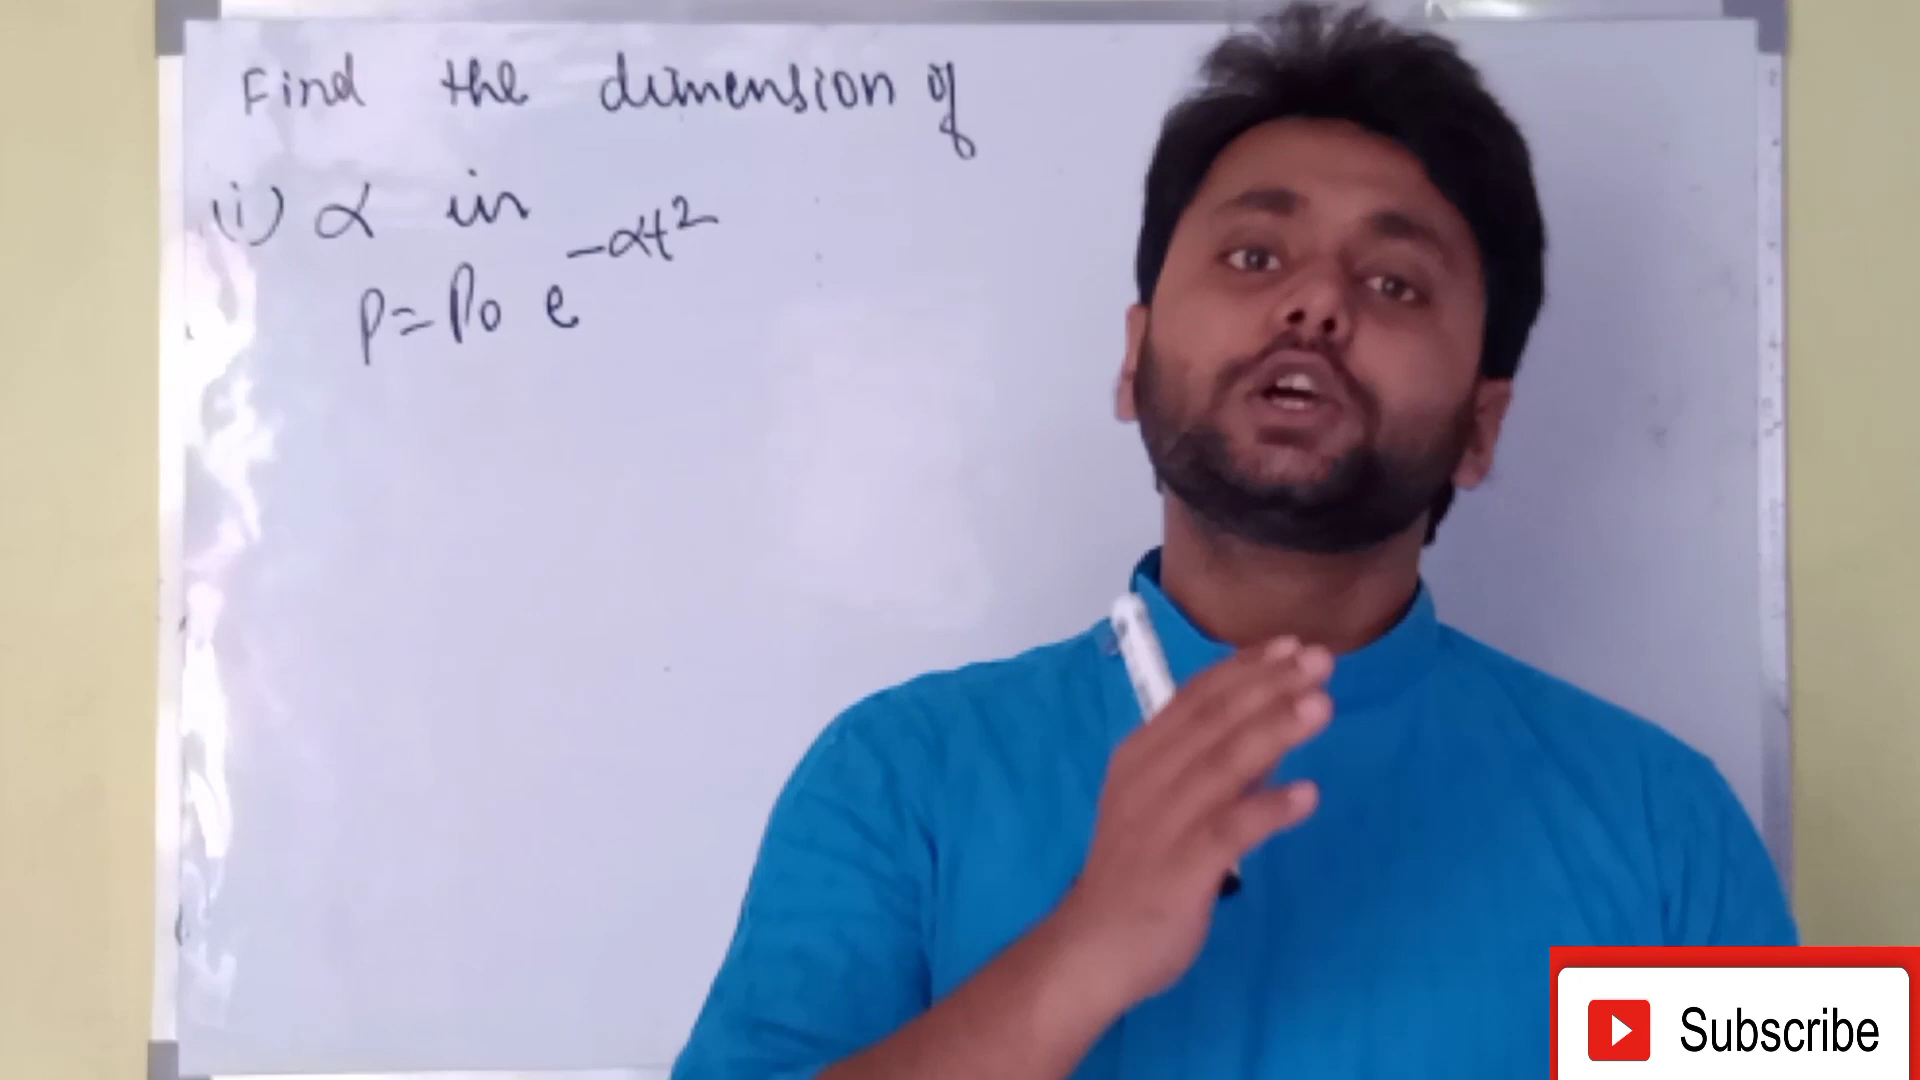 Find the dimension of
(i) α in
P = P₀ e^{-αt²}
Subscribe